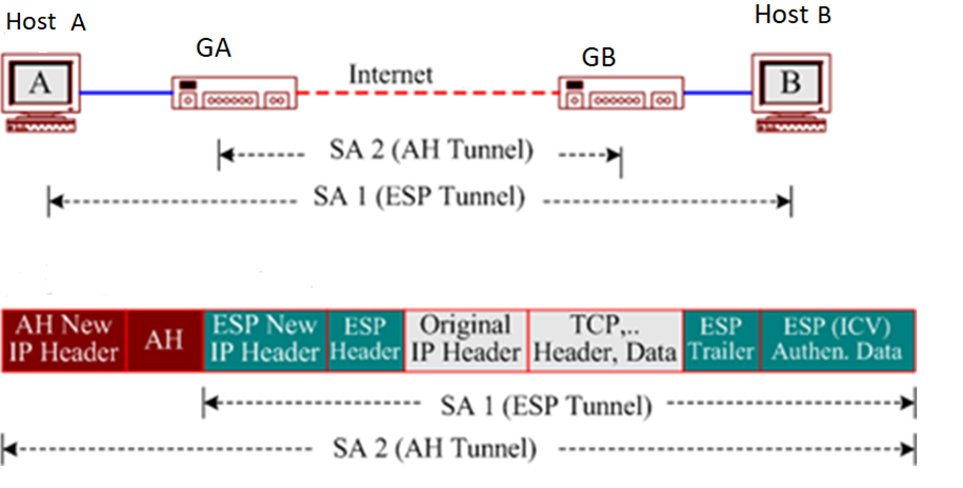 Host A
Host B
GA
GB
Internet
A
B
SA 2 (AH Tunnel)
SA 1 (ESP Tunnel)
AH New
IP Header
AH
ESP New
IP Header
ESP
Header
Original
IP Header
TCP,..
Header, Data
ESP
Trailer
ESP (ICV)
Authen. Data
SA 1 (ESP Tunnel)
SA 2 (AH Tunnel)